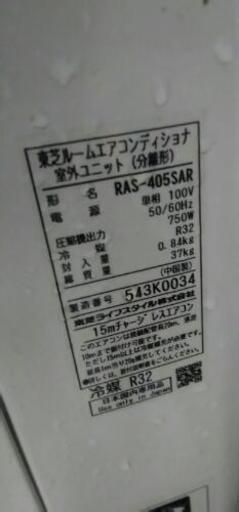 東芝ルームエアコンディショナ
室外ユニット (分離形)
形名 RAS-405SAR
電源 単相 100V
50/60Hz
圧縮機出力 750W
冷媒 R32
封入量 0.84kg
総質量 37kg
(中国製)
製造番号 543K0034
東芝ライフスタイル株式会社
15mチャージレスエアコン
冷媒 R32
日本国内専用品
Use only in Japan